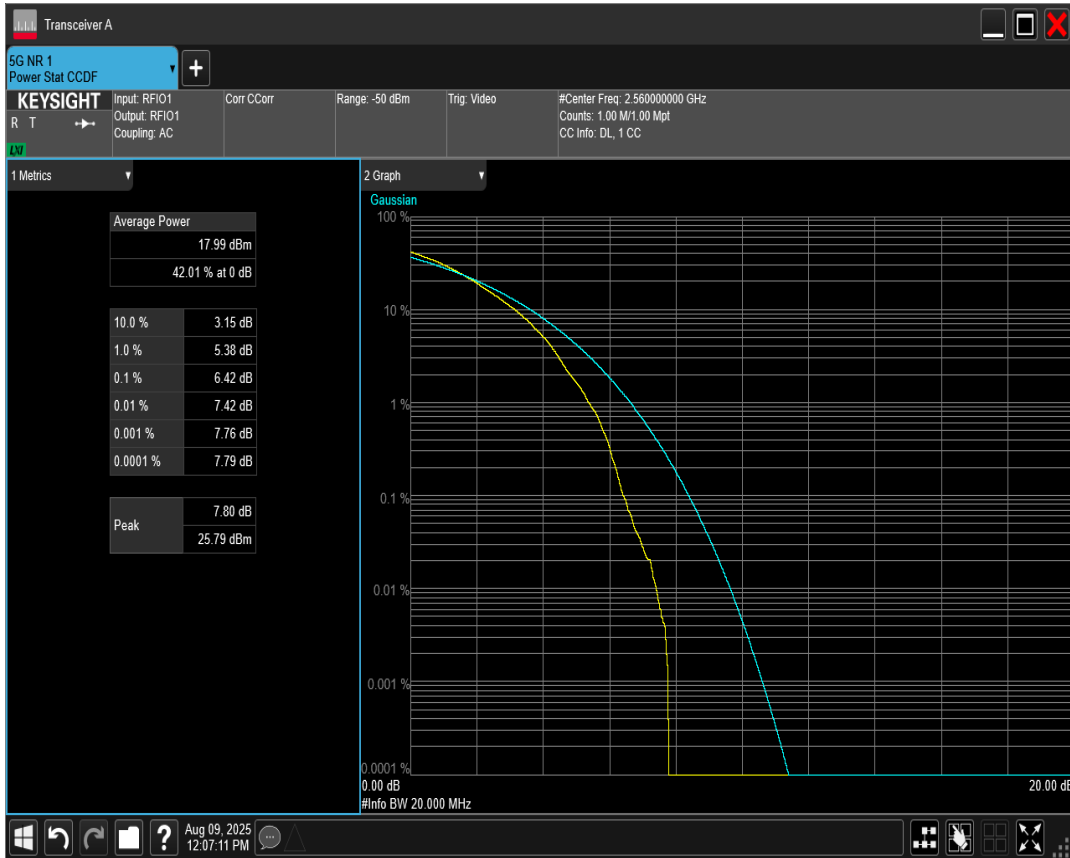 Transceiver A
5G NR 1
Power Stat CCDF
+
KEYSIGHT
R T
LXI
Input: RFIO1
Output: RFIO1
Coupling: AC
Corr CCorr
Range: -50 dBm
Trig: Video
#Center Freq: 2.560000000 GHz
Counts: 1.00 M/1.00 Mpt
CC Info: DL, 1 CC
1 Metrics
Average Power
17.99 dBm
42.01 % at 0 dB
10.0 % 3.15 dB
1.0 % 5.38 dB
0.1 % 6.42 dB
0.01 % 7.42 dB
0.001 % 7.76 dB
0.0001 % 7.79 dB
Peak 7.80 dB
25.79 dBm
2 Graph
Gaussian
100 %
10 %
1 %
0.1 %
0.01 %
0.001 %
0.0001 %
0.00 dB 20.00 dB
#Info BW 20.000 MHz
?
Aug 09, 2025
12:07:11 PM